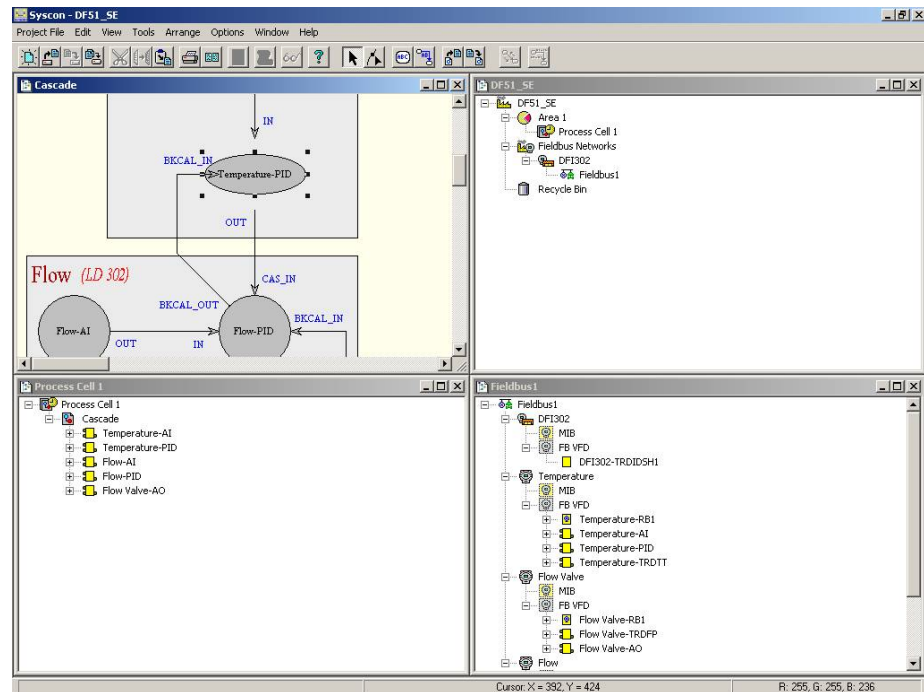 Syscon - DF51_SE
Project File Edit View Tools Arrange Options Window Help
Cascade
IN
BKCAL_IN
Temperature-PID
OUT
Flow (LD 302)
CAS_IN
BKCAL_OUT
BKCAL_IN
Flow-AI
Flow-PID
OUT
IN
DF51_SE
DF51_SE
Area 1
Process Cell 1
Fieldbus Networks
DFI302
Fieldbus1
Recycle Bin
Process Cell 1
Process Cell 1
Cascade
Temperature-AI
Temperature-PID
Flow-AI
Flow-PID
Flow Valve-AO
Fieldbus1
Fieldbus1
DFI302
MIB
FB VFD
DFI302-TRDIDSH1
Temperature
MIB
FB VFD
Temperature-RB1
Temperature-AI
Temperature-PID
Temperature-TRDTT
Flow Valve
MIB
FB VFD
Flow Valve-RB1
Flow Valve-TRDFP
Flow Valve-AO
Flow
Cursor: X = 392, Y = 424
R: 255, G: 255, B: 236